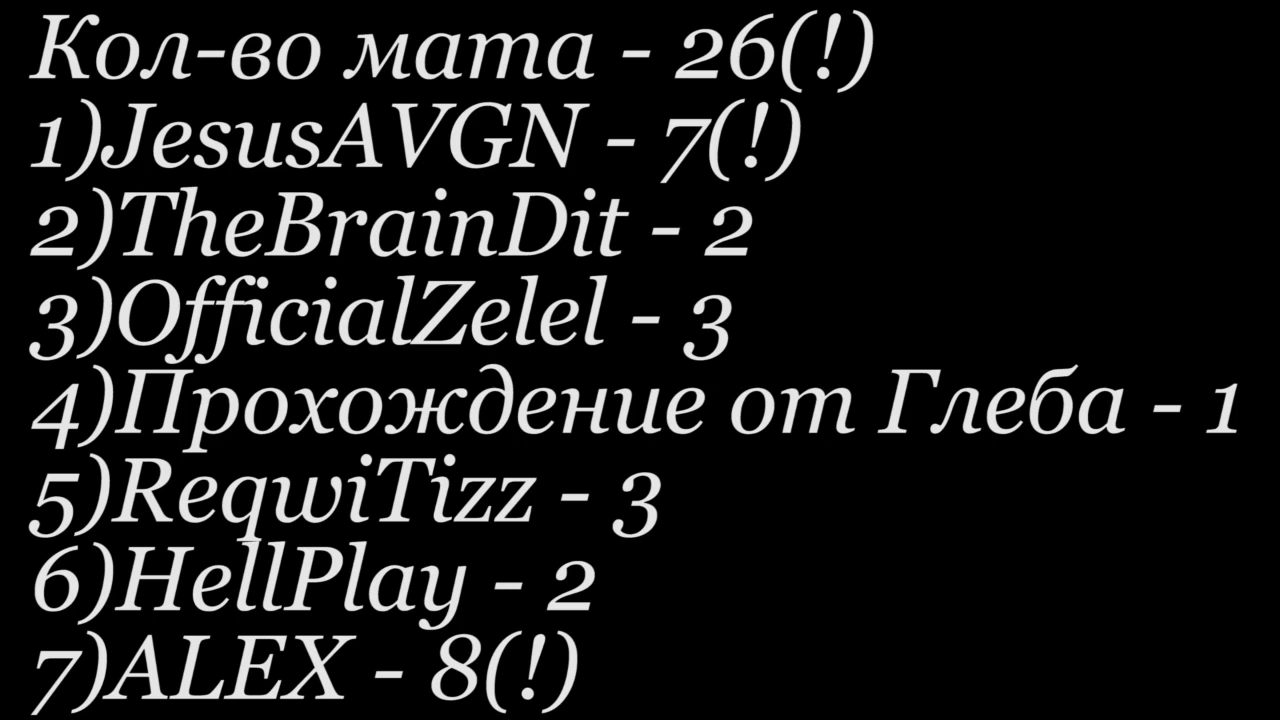 Кол-во мата - 26(!)
1)JesusAVGN - 7(!)
2)TheBrainDit - 2
3)OfficialZelel - 3
4)Прохождение от Глеба - 1
5)ReqwiTizz - 3
6)HellPlay - 2
7)ALEX - 8(!)